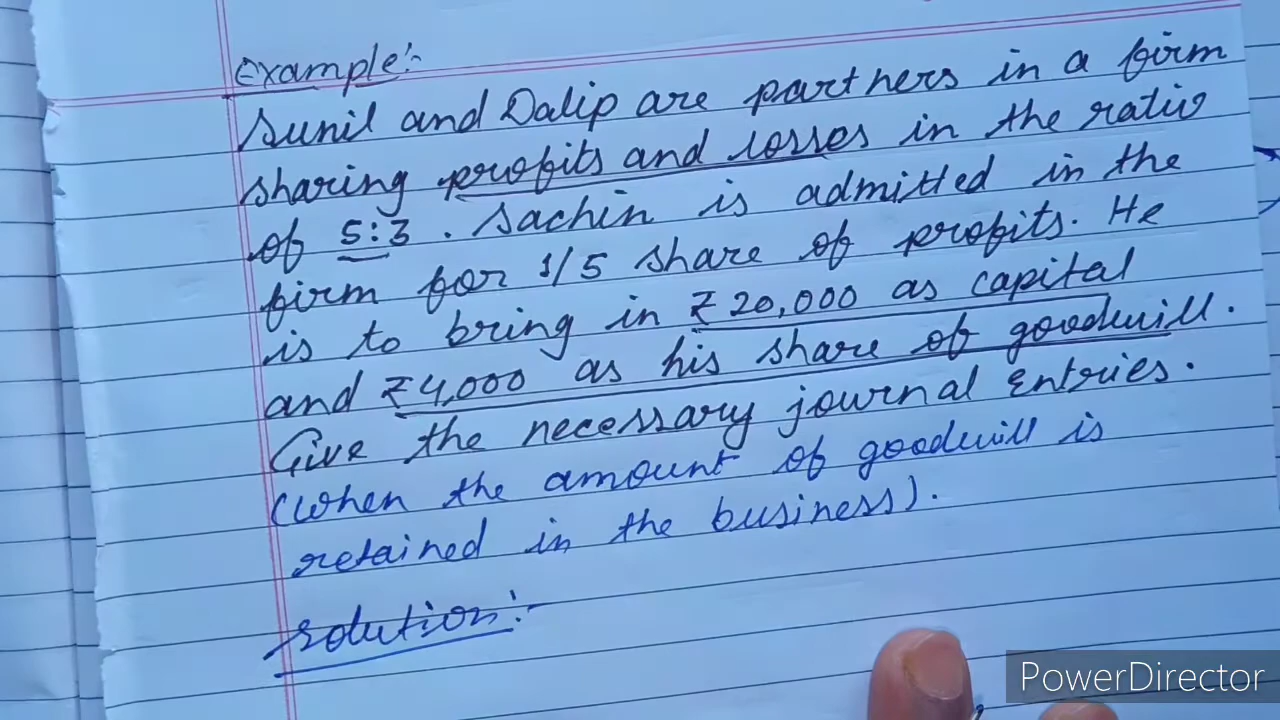 Example:-
Sunil and Dalip are partners in a firm
sharing profits and losses in the ratio
of 5:3. Sachin is admitted in the
firm for 1/5 share of profits. He
is to bring in ₹20,000 as capital
and ₹4,000 as his share of goodwill.
Give the necessary journal Entries.
(When the amount of goodwill is
retained in the business).
Solution:-
PowerDirector